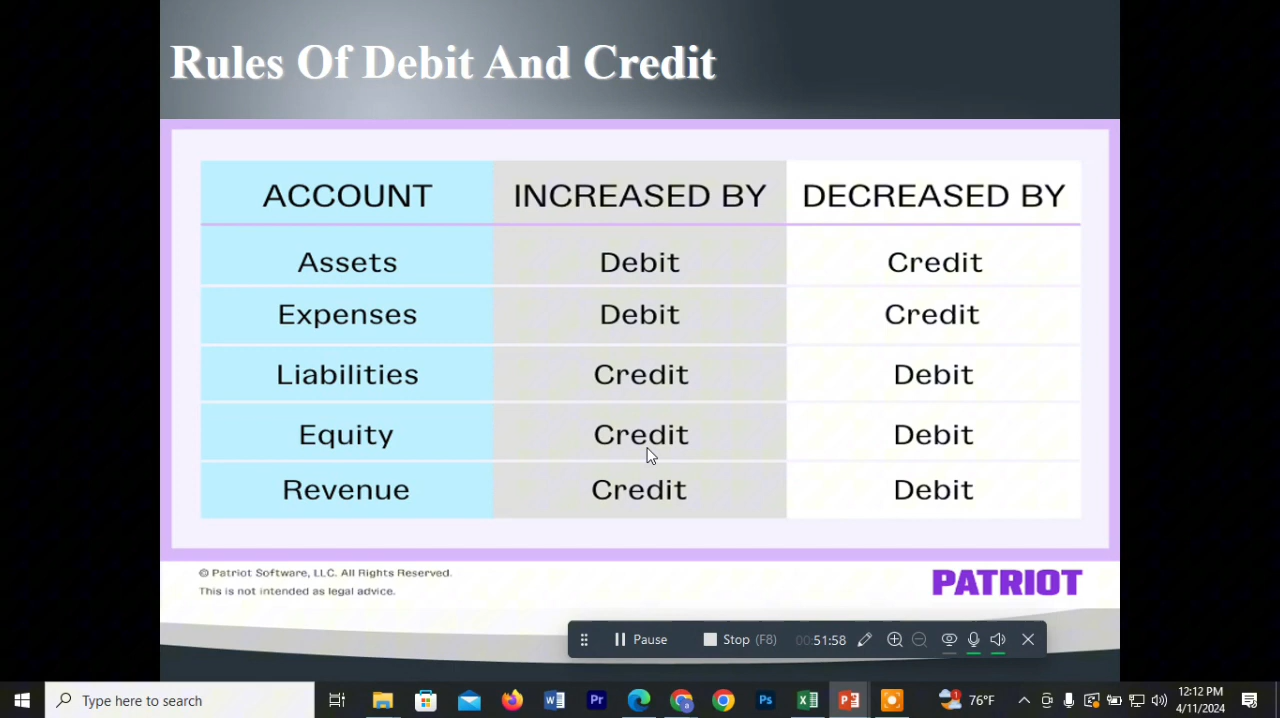 Rules Of Debit And Credit
ACCOUNT INCREASED BY DECREASED BY
Assets Debit Credit
Expenses Debit Credit
Liabilities Credit Debit
Equity Credit Debit
Revenue Credit Debit
© Patriot Software, LLC. All Rights Reserved.
This is not intended as legal advice.
PATRIOT
Pause Stop (F8) 00:51:58
Type here to search
Pr
Ps
76°F
12:12 PM
4/11/2024